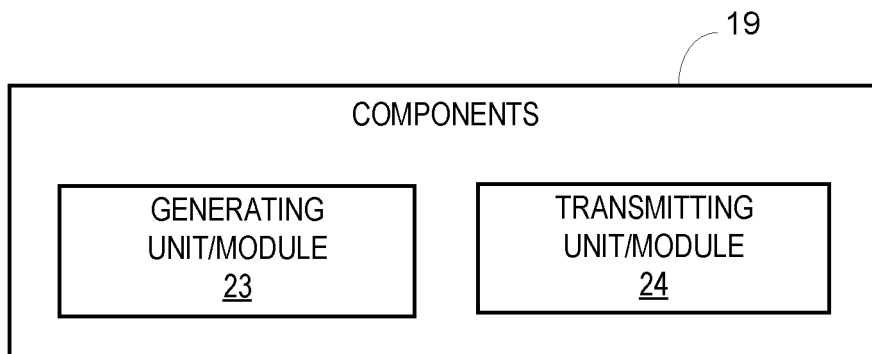 19
COMPONENTS
GENERATING
UNIT/MODULE
23
TRANSMITTING
UNIT/MODULE
24